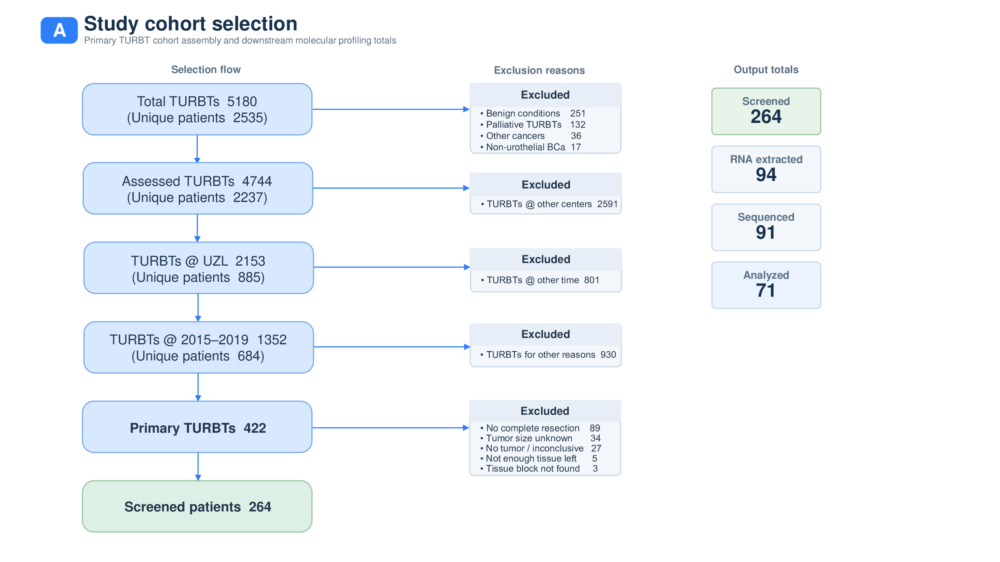 A
Study cohort selection
Primary TURBT cohort assembly and downstream molecular profiling totals
Selection flow
Total TURBTs 5180
(Unique patients 2535)
Assessed TURBTs 4744
(Unique patients 2237)
TURBTs @ UZL 2153
(Unique patients 885)
TURBTs @ 2015–2019 1352
(Unique patients 684)
Primary TURBTs 422
Screened patients 264
Exclusion reasons
Excluded
• Benign conditions 251
• Palliative TURBTs 132
• Other cancers 36
• Non-urothelial BCa 17
Excluded
• TURBTs @ other centers 2591
Excluded
• TURBTs @ other time 801
Excluded
• TURBTs for other reasons 930
Excluded
• No complete resection 89
• Tumor size unknown 34
• No tumor / inconclusive 27
• Not enough tissue left 5
• Tissue block not found 3
Output totals
Screened
264
RNA extracted
94
Sequenced
91
Analyzed
71